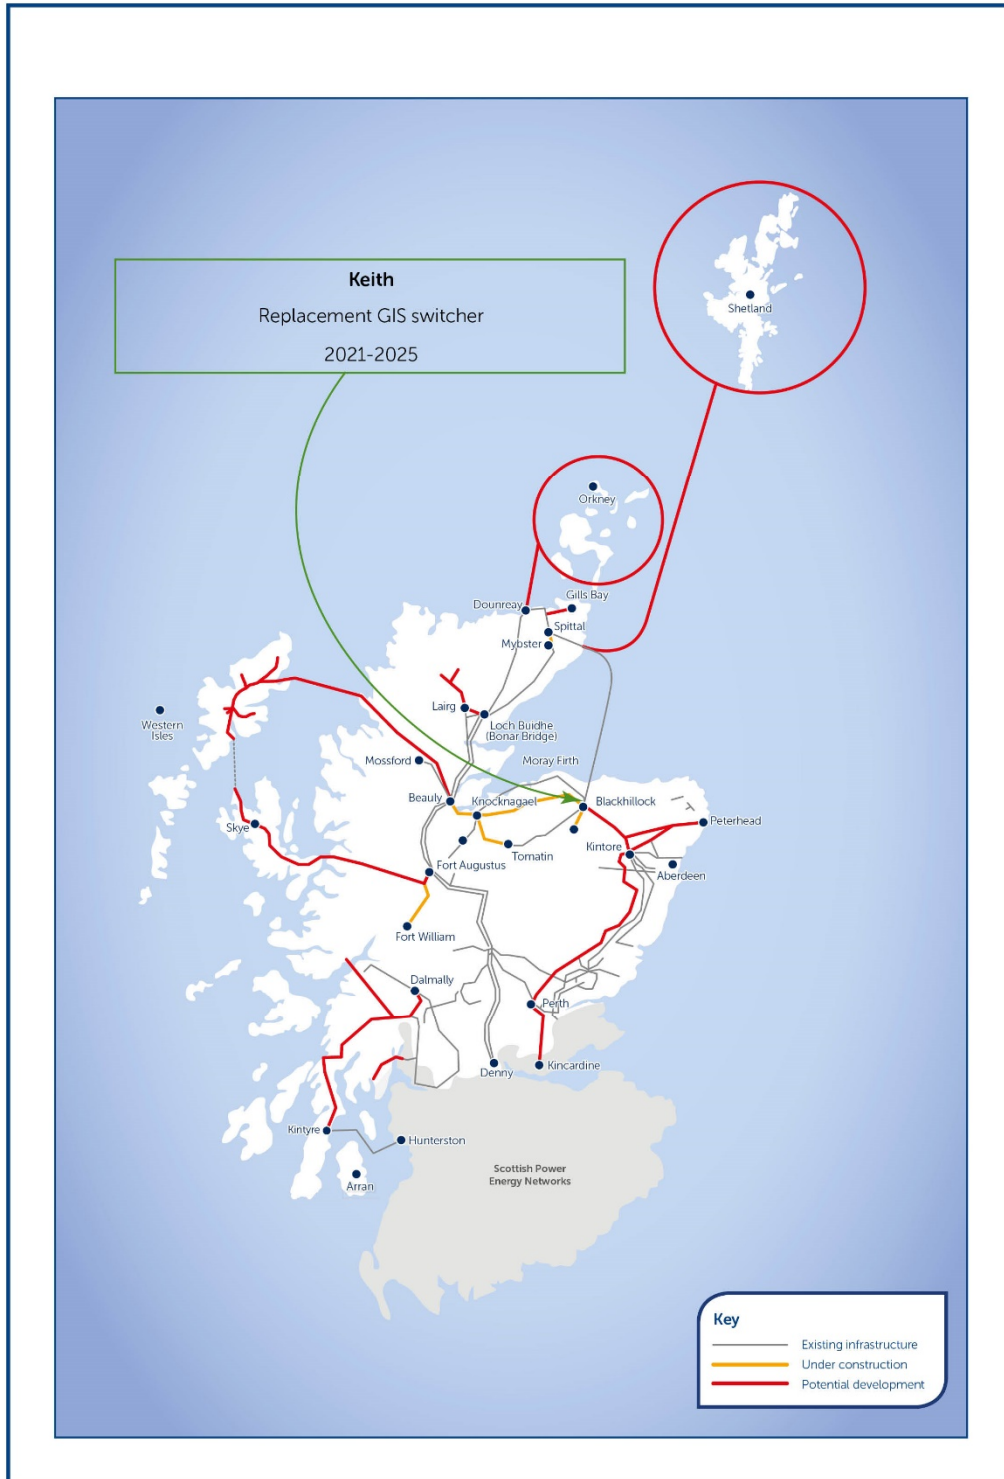 Keith
Replacement GIS switcher
2021-2025
Shetland
Orkney
Gills Bay
Dounreay
Spittal
Mybster
Western
Isles
Lairg
Loch Buidhe
(Bonar Bridge)
Mossford
Moray Firth
Beauly
Knocknagael
Blackhillock
Peterhead
Skye
Tomatin
Kintore
Fort Augustus
Aberdeen
Fort William
Dalmally
Perth
Denny
Kincardine
Kintyre
Hunterston
Arran
Scottish Power
Energy Networks
Key
Existing infrastructure
Under construction
Potential development